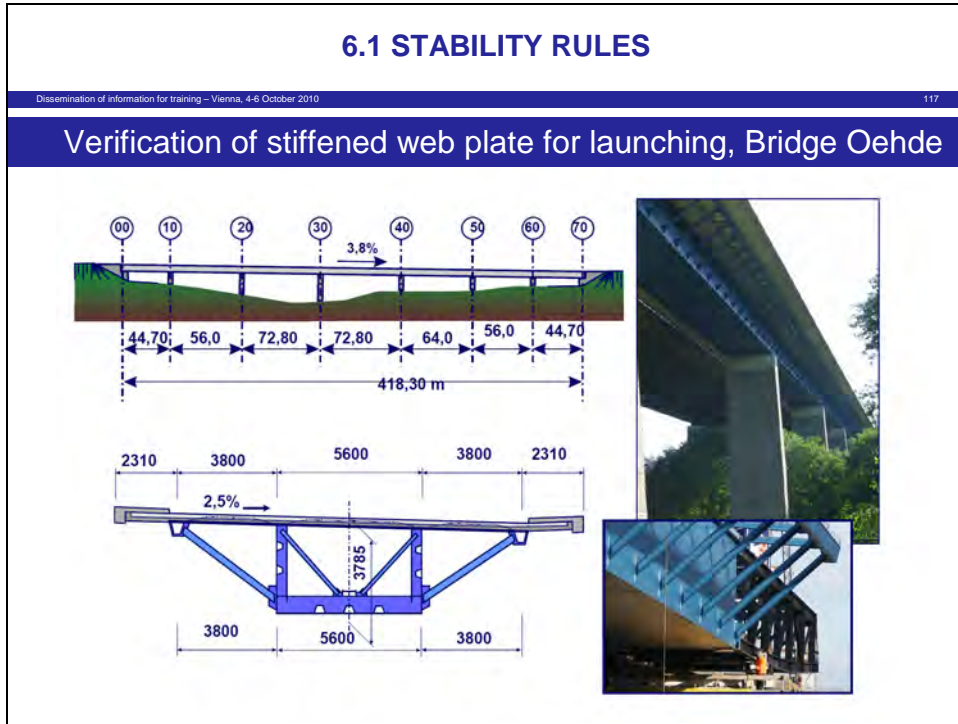 6.1 STABILITY RULES
Dissemination of information for training – Vienna, 4-6 October 2010 117
Verification of stiffened web plate for launching, Bridge Oehde
00 10 20 30 40 50 60 70
3,8%
44,70 56,0 72,80 72,80 64,0 56,0 44,70
418,30 m
2310 3800 5600 3800 2310
2,5%
3785
3800 5600 3800